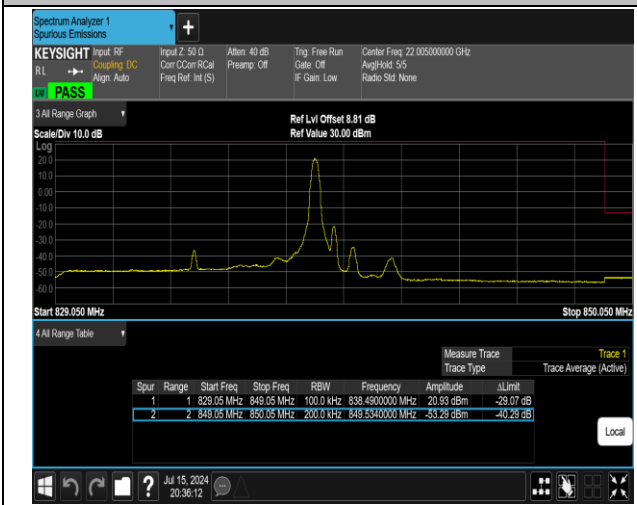 Spectrum Analyzer 1
Spurious Emissions
+
KEYSIGHT Input: RF Input Z: 50 Ω Atten: 40 dB Trig: Free Run Center Freq: 22.005000000 GHz
RL Coupling: DC Corr CCorr RCal Preamp: Off Gate: Off Avg|Hold: 5/5
Align: Auto Freq Ref: Int (S) IF Gain: Low Radio Std: None
PASS
3 All Range Graph
Ref Lvl Offset 8.81 dB
Scale/Div 10.0 dB Ref Value 30.00 dBm
Log
20.0
10.0
0.00
-10.0
-20.0
-30.0
-40.0
-50.0
-60.0
Start 829.050 MHz Stop 850.050 MHz
4 All Range Table
Measure Trace Trace 1
Trace Type Trace Average (Active)
Spur Range Start Freq Stop Freq RBW Frequency Amplitude ΔLimit
1 1 829.05 MHz 849.05 MHz 100.0 kHz 838.4900000 MHz 20.93 dBm -29.07 dB
2 2 849.05 MHz 850.05 MHz 200.0 kHz 849.5340000 MHz -53.29 dBm -40.29 dB
Local
? Jul 15, 2024
20:36:12